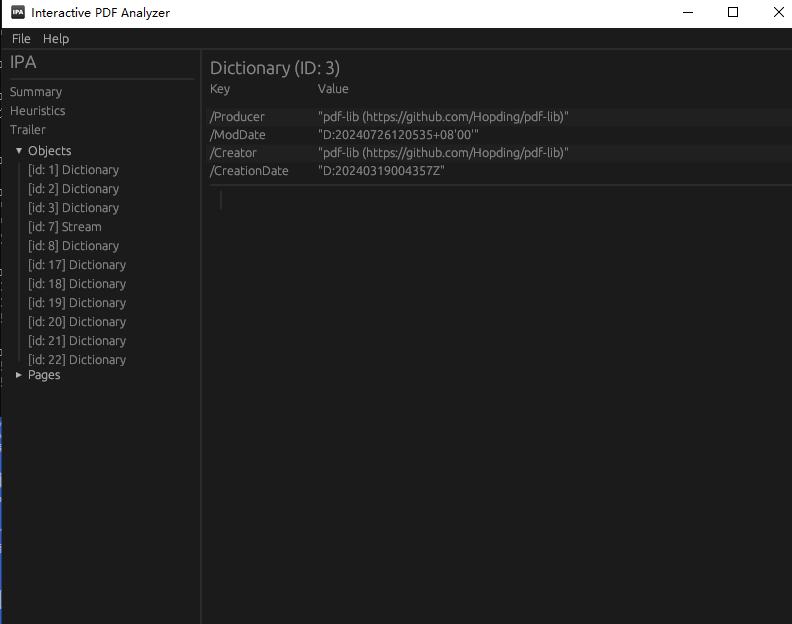 IPA Interactive PDF Analyzer
File Help
IPA
Summary
Heuristics
Trailer
Objects
[id: 1] Dictionary
[id: 2] Dictionary
[id: 3] Dictionary
[id: 7] Stream
[id: 8] Dictionary
[id: 17] Dictionary
[id: 18] Dictionary
[id: 19] Dictionary
[id: 20] Dictionary
[id: 21] Dictionary
[id: 22] Dictionary
Pages
Dictionary (ID: 3)
Key Value
/Producer "pdf-lib (https://github.com/Hopding/pdf-lib)"
/ModDate "D:20240726120535+08'00'"
/Creator "pdf-lib (https://github.com/Hopding/pdf-lib)"
/CreationDate "D:20240319004357Z"